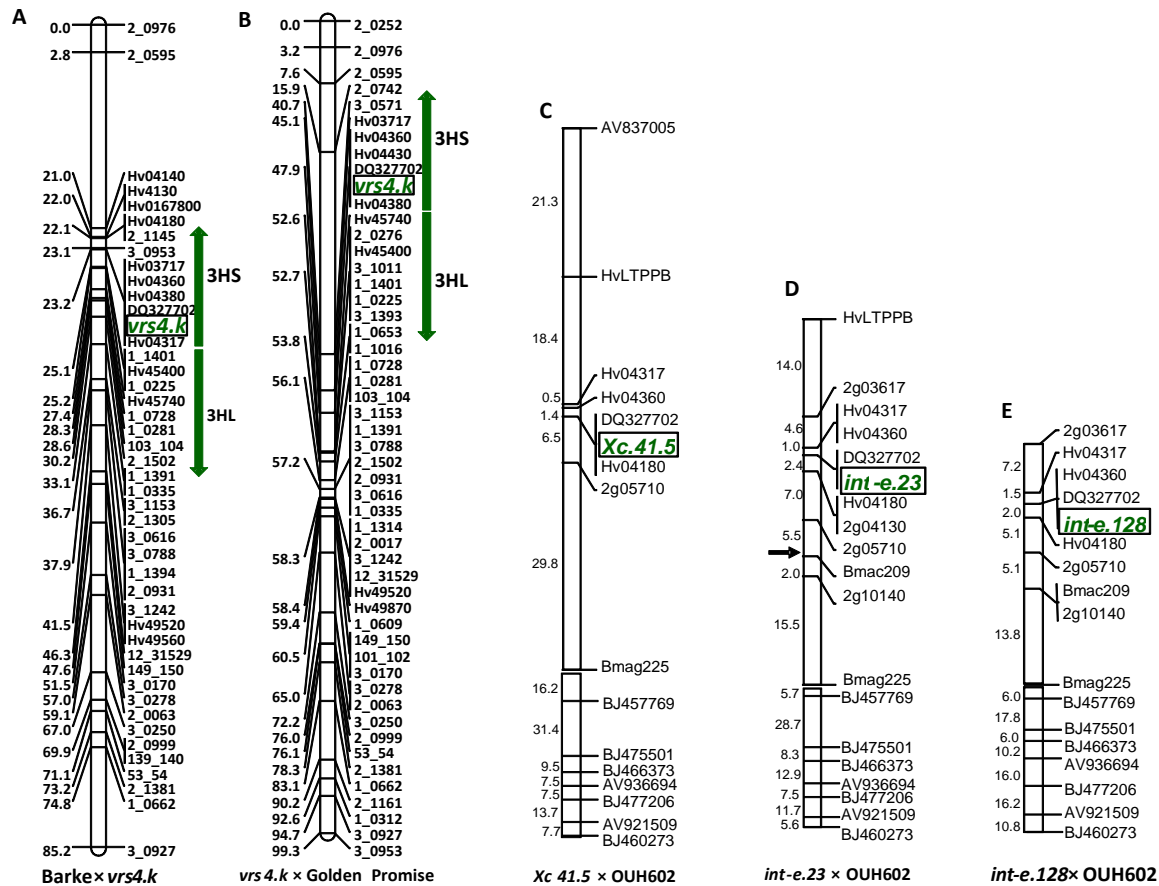 A
0.0 2_0976
2.8 2_0595
21.0 Hv04140
22.0 Hv4130
Hv0167800
22.1 Hv04180
2_1145
23.1 3_0953
Hv03717
Hv04360
23.2 Hv04380
DQ327702
vrs4.k
Hv04317
25.1 1_1401
Hv45400
25.2 1_0225
27.4 Hv45740
28.3 1_0728
28.6 1_0281
30.2 103_104
33.1 2_1502
36.7 1_1391
1_0335
3_1153
2_1305
37.9 3_0616
3_0788
1_1394
2_0931
41.5 3_1242
Hv49520
46.3 Hv49560
47.6 12_31529
51.5 149_150
57.0 3_0170
59.1 3_0278
67.0 2_0063
69.9 3_0250
2_0999
71.1 139_140
73.2 53_54
74.8 2_1381
1_0662
85.2 3_0927
3HS
3HL
Barke × vrs4.k
B
0.0 2_0252
3.2 2_0976
7.6 2_0595
15.9 2_0742
40.7 3_0571
45.1 Hv03717
Hv04360
Hv04430
47.9 DQ327702
vrs4.k
Hv04380
52.6 Hv45740
2_0276
Hv45400
52.7 3_1011
1_1401
1_0225
3_1393
53.8 1_0653
1_1016
1_0728
56.1 1_0281
103_104
3_1153
1_1391
3_0788
57.2 2_1502
2_0931
3_0616
3_0335
1_1314
2_0017
58.3 3_1242
12_31529
Hv49520
58.4 Hv49870
59.4 1_0609
149_150
60.5 101_102
3_0170
65.0 3_0278
2_0063
72.2 3_0250
76.0 2_0999
76.1 53_54
78.3 2_1381
83.1 1_0662
90.2 2_1161
92.6 1_0312
94.7 3_0927
99.3 3_0953
3HS
3HL
vrs4.k × Golden Promise
C
AV837005
21.3
HvLTPPB
18.4
Hv04317
0.5 Hv04360
1.4 DQ327702
6.5 Xc.41.5
Hv04180
2g05710
29.8
Bmag225
16.2
BJ457769
31.4
BJ475501
9.5 BJ466373
7.5 AV936694
7.5 BJ477206
13.7 AV921509
7.7 BJ460273
Xc 41.5 × OUH602
D
HvLTPPB
14.0
2g03617
4.6 Hv04317
1.0 Hv04360
2.4 DQ327702
int-e.23
7.0 Hv04180
2g04130
5.5 2g05710
Bmac209
2.0 2g10140
15.5
Bmag225
5.7 BJ457769
28.7
BJ475501
8.3 BJ466373
12.9 AV936694
7.5 BJ477206
11.7 AV921509
5.6 BJ460273
int-e.23 × OUH602
E
2g03617
7.2 Hv04317
1.5 Hv04360
DQ327702
2.0 int-e.128
5.1 Hv04180
2g05710
5.1 Bmac209
2g10140
13.8
Bmag225
6.0 BJ457769
17.8 BJ475501
6.0 BJ466373
10.2 AV936694
16.0 BJ477206
16.2 AV921509
10.8 BJ460273
int-e.128× OUH602